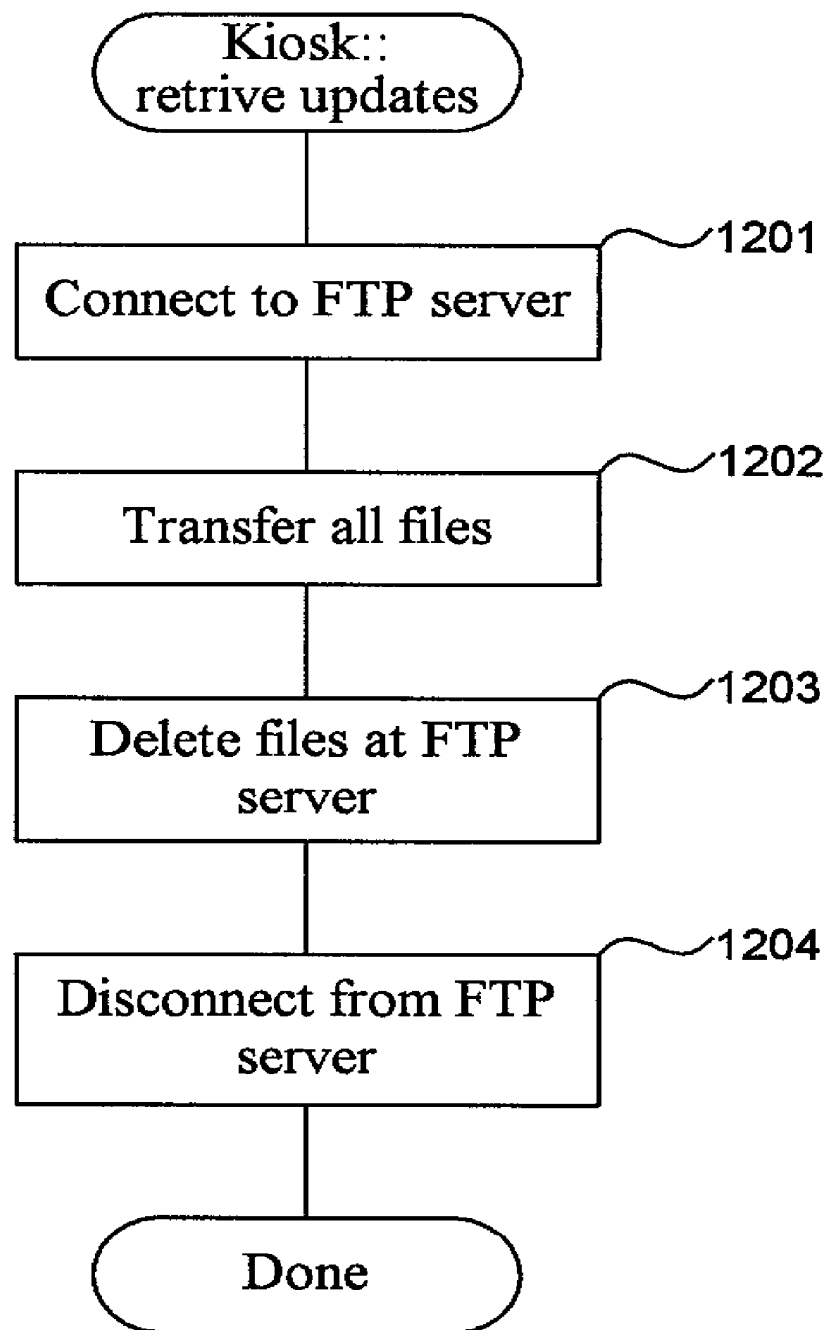 Kiosk::
retrive updates
1201
Connect to FTP server
1202
Transfer all files
1203
Delete files at FTP
server
1204
Disconnect from FTP
server
Done